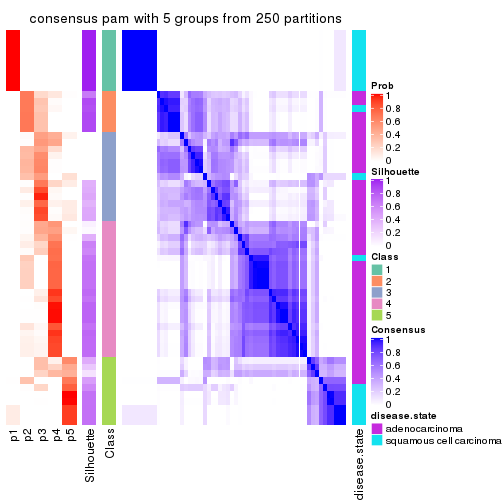 consensus pam with 5 groups from 250 partitions
Prob
1
0.8
0.6
0.4
0.2
0
Silhouette
1
0.8
0.6
0.4
0.2
0
Class
1
2
3
4
5
Consensus
1
0.8
0.6
0.4
0.2
0
disease.state
adenocarcinoma
squamous cell carcinoma
p1
p2
p3
p4
p5
Silhouette
Class
disease.state